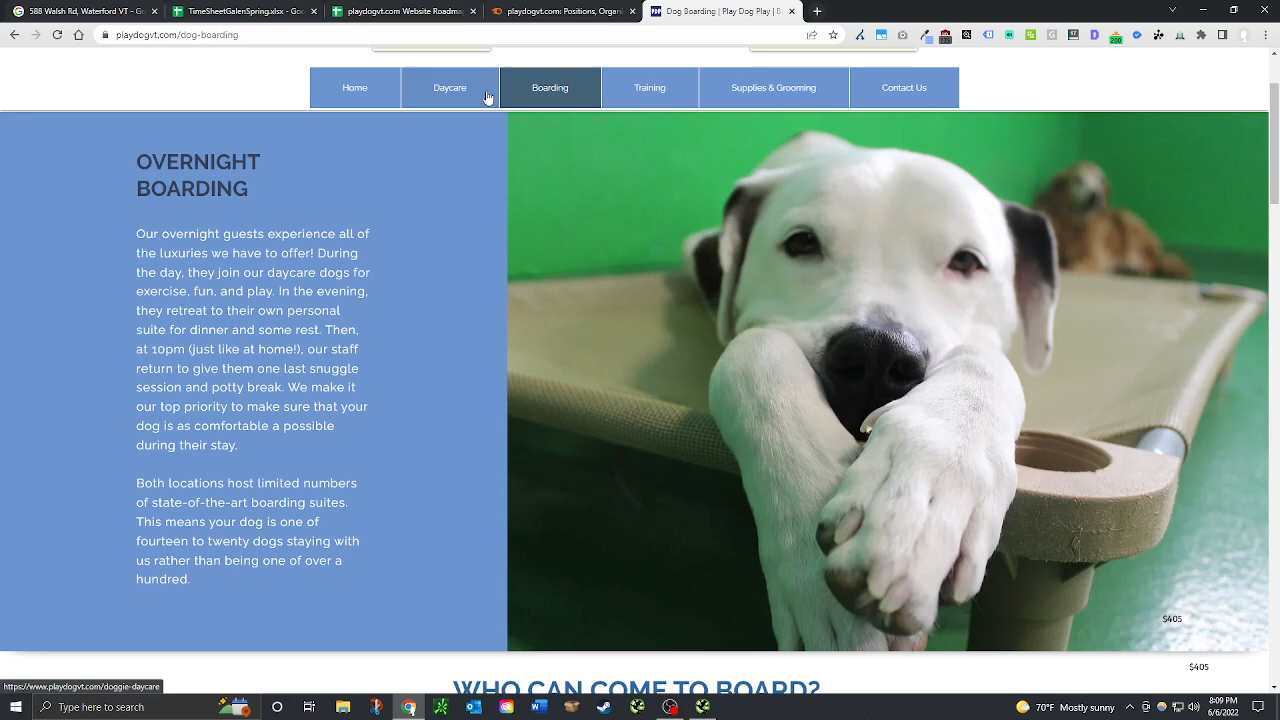 588 Walsh Rd, Waterford VT - Go
TimeSheetGalenSpring.xlsx - Goo
playdogvt.com Website Roadmap
playdogvt.com: Positions, Organi
Dog Boarding | Play Dog Play | B
playdogvt.com/dog-boarding
Home Daycare Boarding Training Supplies & Grooming Contact Us
OVERNIGHT
BOARDING
Our overnight guests experience all of
the luxuries we have to offer! During
the day, they join our daycare dogs for
exercise, fun, and play. In the evening,
they retreat to their own personal
suite for dinner and some rest. Then,
at 10pm (just like at home!), our staff
return to give them one last snuggle
session and potty break. We make it
our top priority to make sure that your
dog is as comfortable a possible
during their stay.
Both locations host limited numbers
of state-of-the-art boarding suites.
This means your dog is one of
fourteen to twenty dogs staying with
us rather than being one of over a
hundred.
$405
$405
WHO CAN COME TO BOARD?
https://www.playdogvt.com/doggie-daycare
Type here to search
70°F Mostly sunny
8:09 PM
6/6/2022